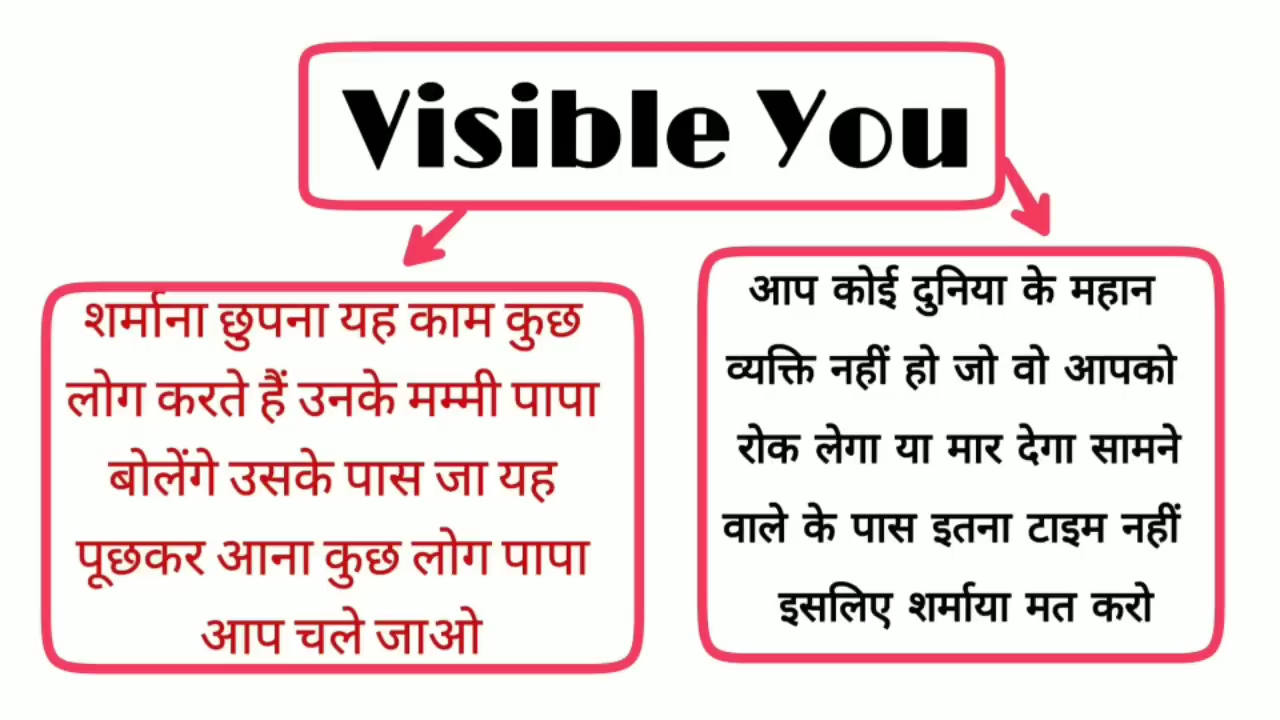 Visible You
शर्माना छुपना यह काम कुछ
लोग करते हैं उनके मम्मी पापा
बोलेंगे उसके पास जा यह
पूछकर आना कुछ लोग पापा
आप चले जाओ
आप कोई दुनिया के महान
व्यक्ति नहीं हो जो वो आपको
रोक लेगा या मार देगा सामने
वाले के पास इतना टाइम नहीं
इसलिए शर्माया मत करो